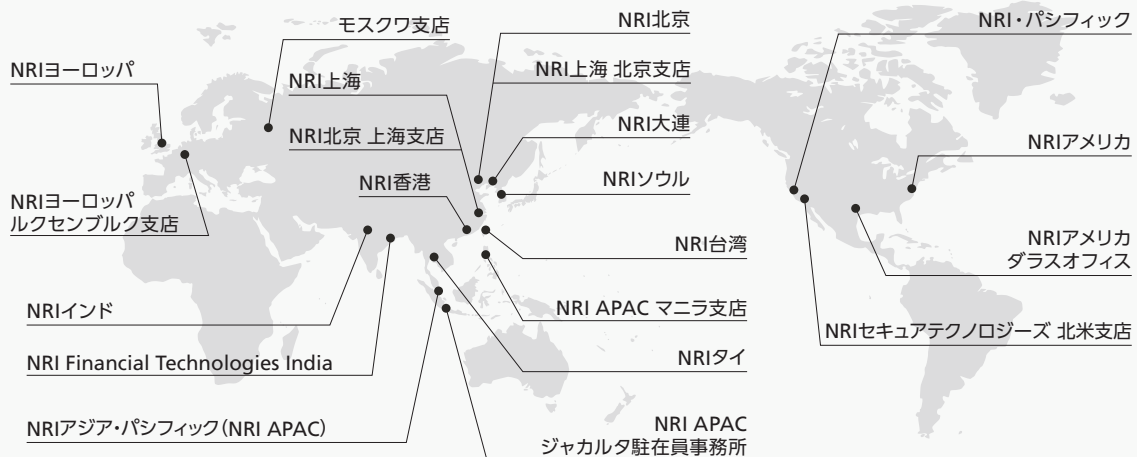 モスクワ支店
NRI北京
NRI・パシフィック
NRIヨーロッパ
NRI上海
NRI上海 北京支店
NRI北京 上海支店
NRI大連
NRIアメリカ
NRI香港
NRIソウル
NRIヨーロッパ
ルクセンブルク支店
NRI台湾
NRIアメリカ
ダラスオフィス
NRIインド
NRI APAC マニラ支店
NRIセキュアテクノロジーズ 北米支店
NRI Financial Technologies India
NRIタイ
NRIアジア・パシフィック(NRI APAC)
NRI APAC
ジャカルタ駐在員事務所